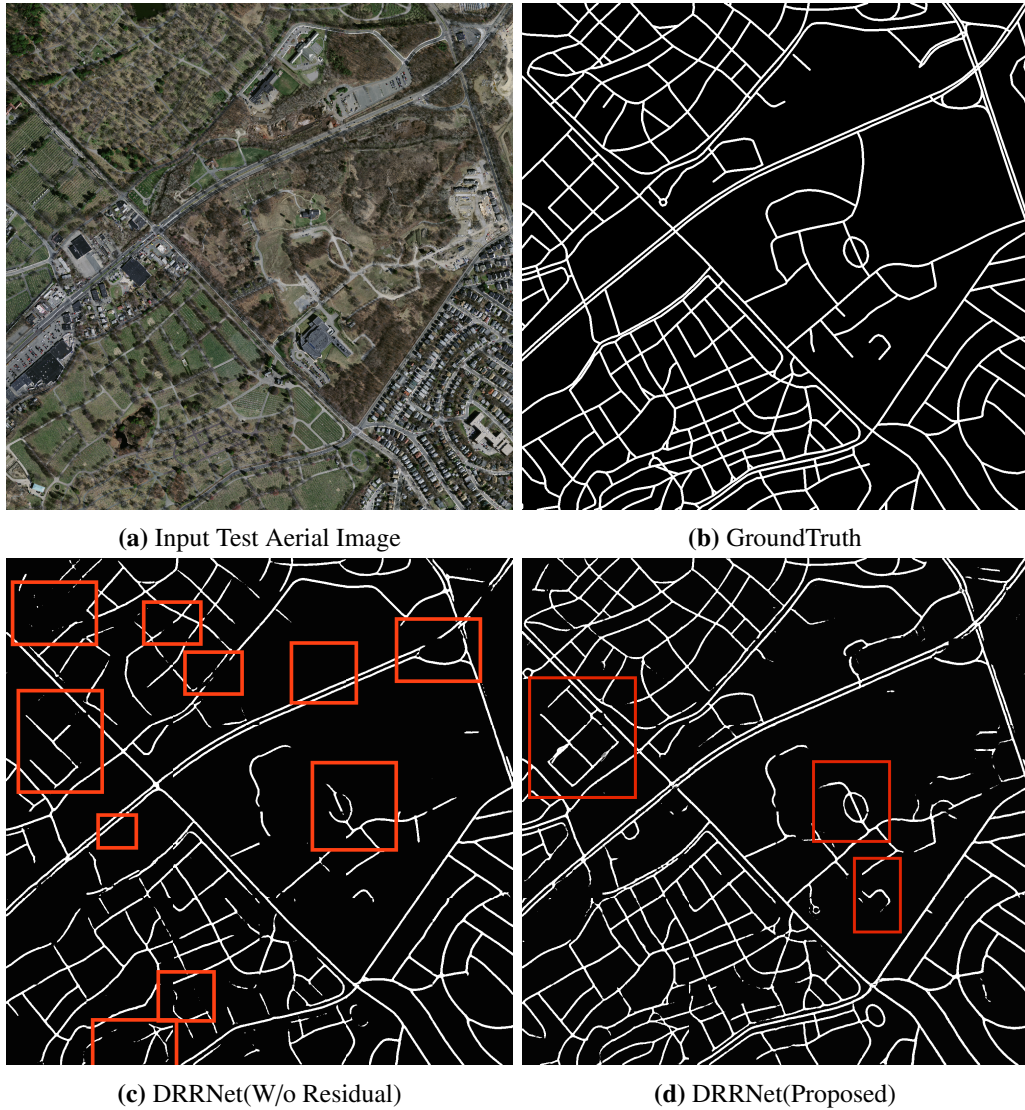 (a) Input Test Aerial Image
(b) GroundTruth
(c) DRRNet(W/o Residual)
(d) DRRNet(Proposed)